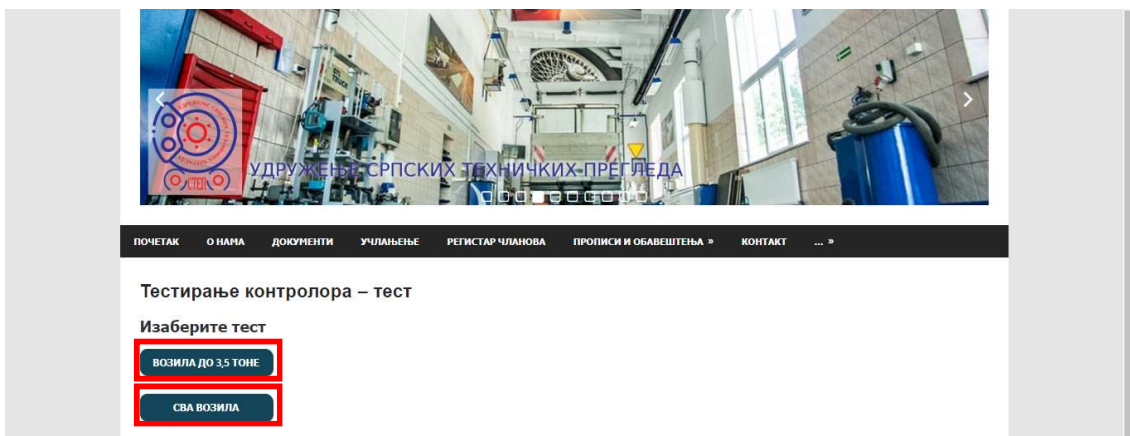 УДРУЖЕЊЕ СРПСКИХ ТЕХНИЧКИХ ПРЕГЛЕДА
СТЕП
ПОЧЕТАК О НАМА ДОКУМЕНТИ УЧЛАЊЕЊЕ РЕГИСТАР ЧЛАНОВА ПРОПИСИ И ОБАВЕШТЕЊА » КОНТАКТ ... »
Тестирање контролора – тест
Изаберите тест
ВОЗИЛА ДО 3,5 ТОНЕ
СВА ВОЗИЛА